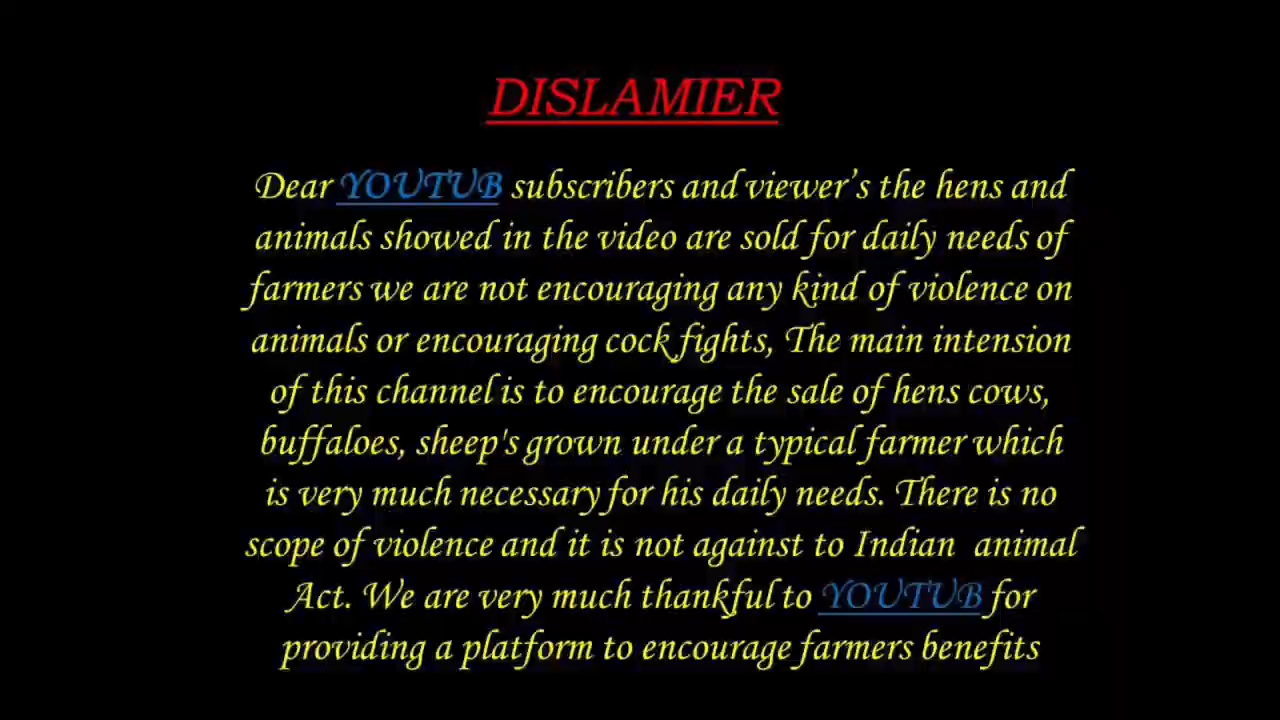 DISLAMIER
Dear YOUTUB subscribers and viewer's the hens and
animals showed in the video are sold for daily needs of
farmers we are not encouraging any kind of violence on
animals or encouraging cock fights, The main intension
of this channel is to encourage the sale of hens cows,
buffaloes, sheep's grown under a typical farmer which
is very much necessary for his daily needs. There is no
scope of violence and it is not against to Indian animal
Act. We are very much thankful to YOUTUB for
providing a platform to encourage farmers benefits